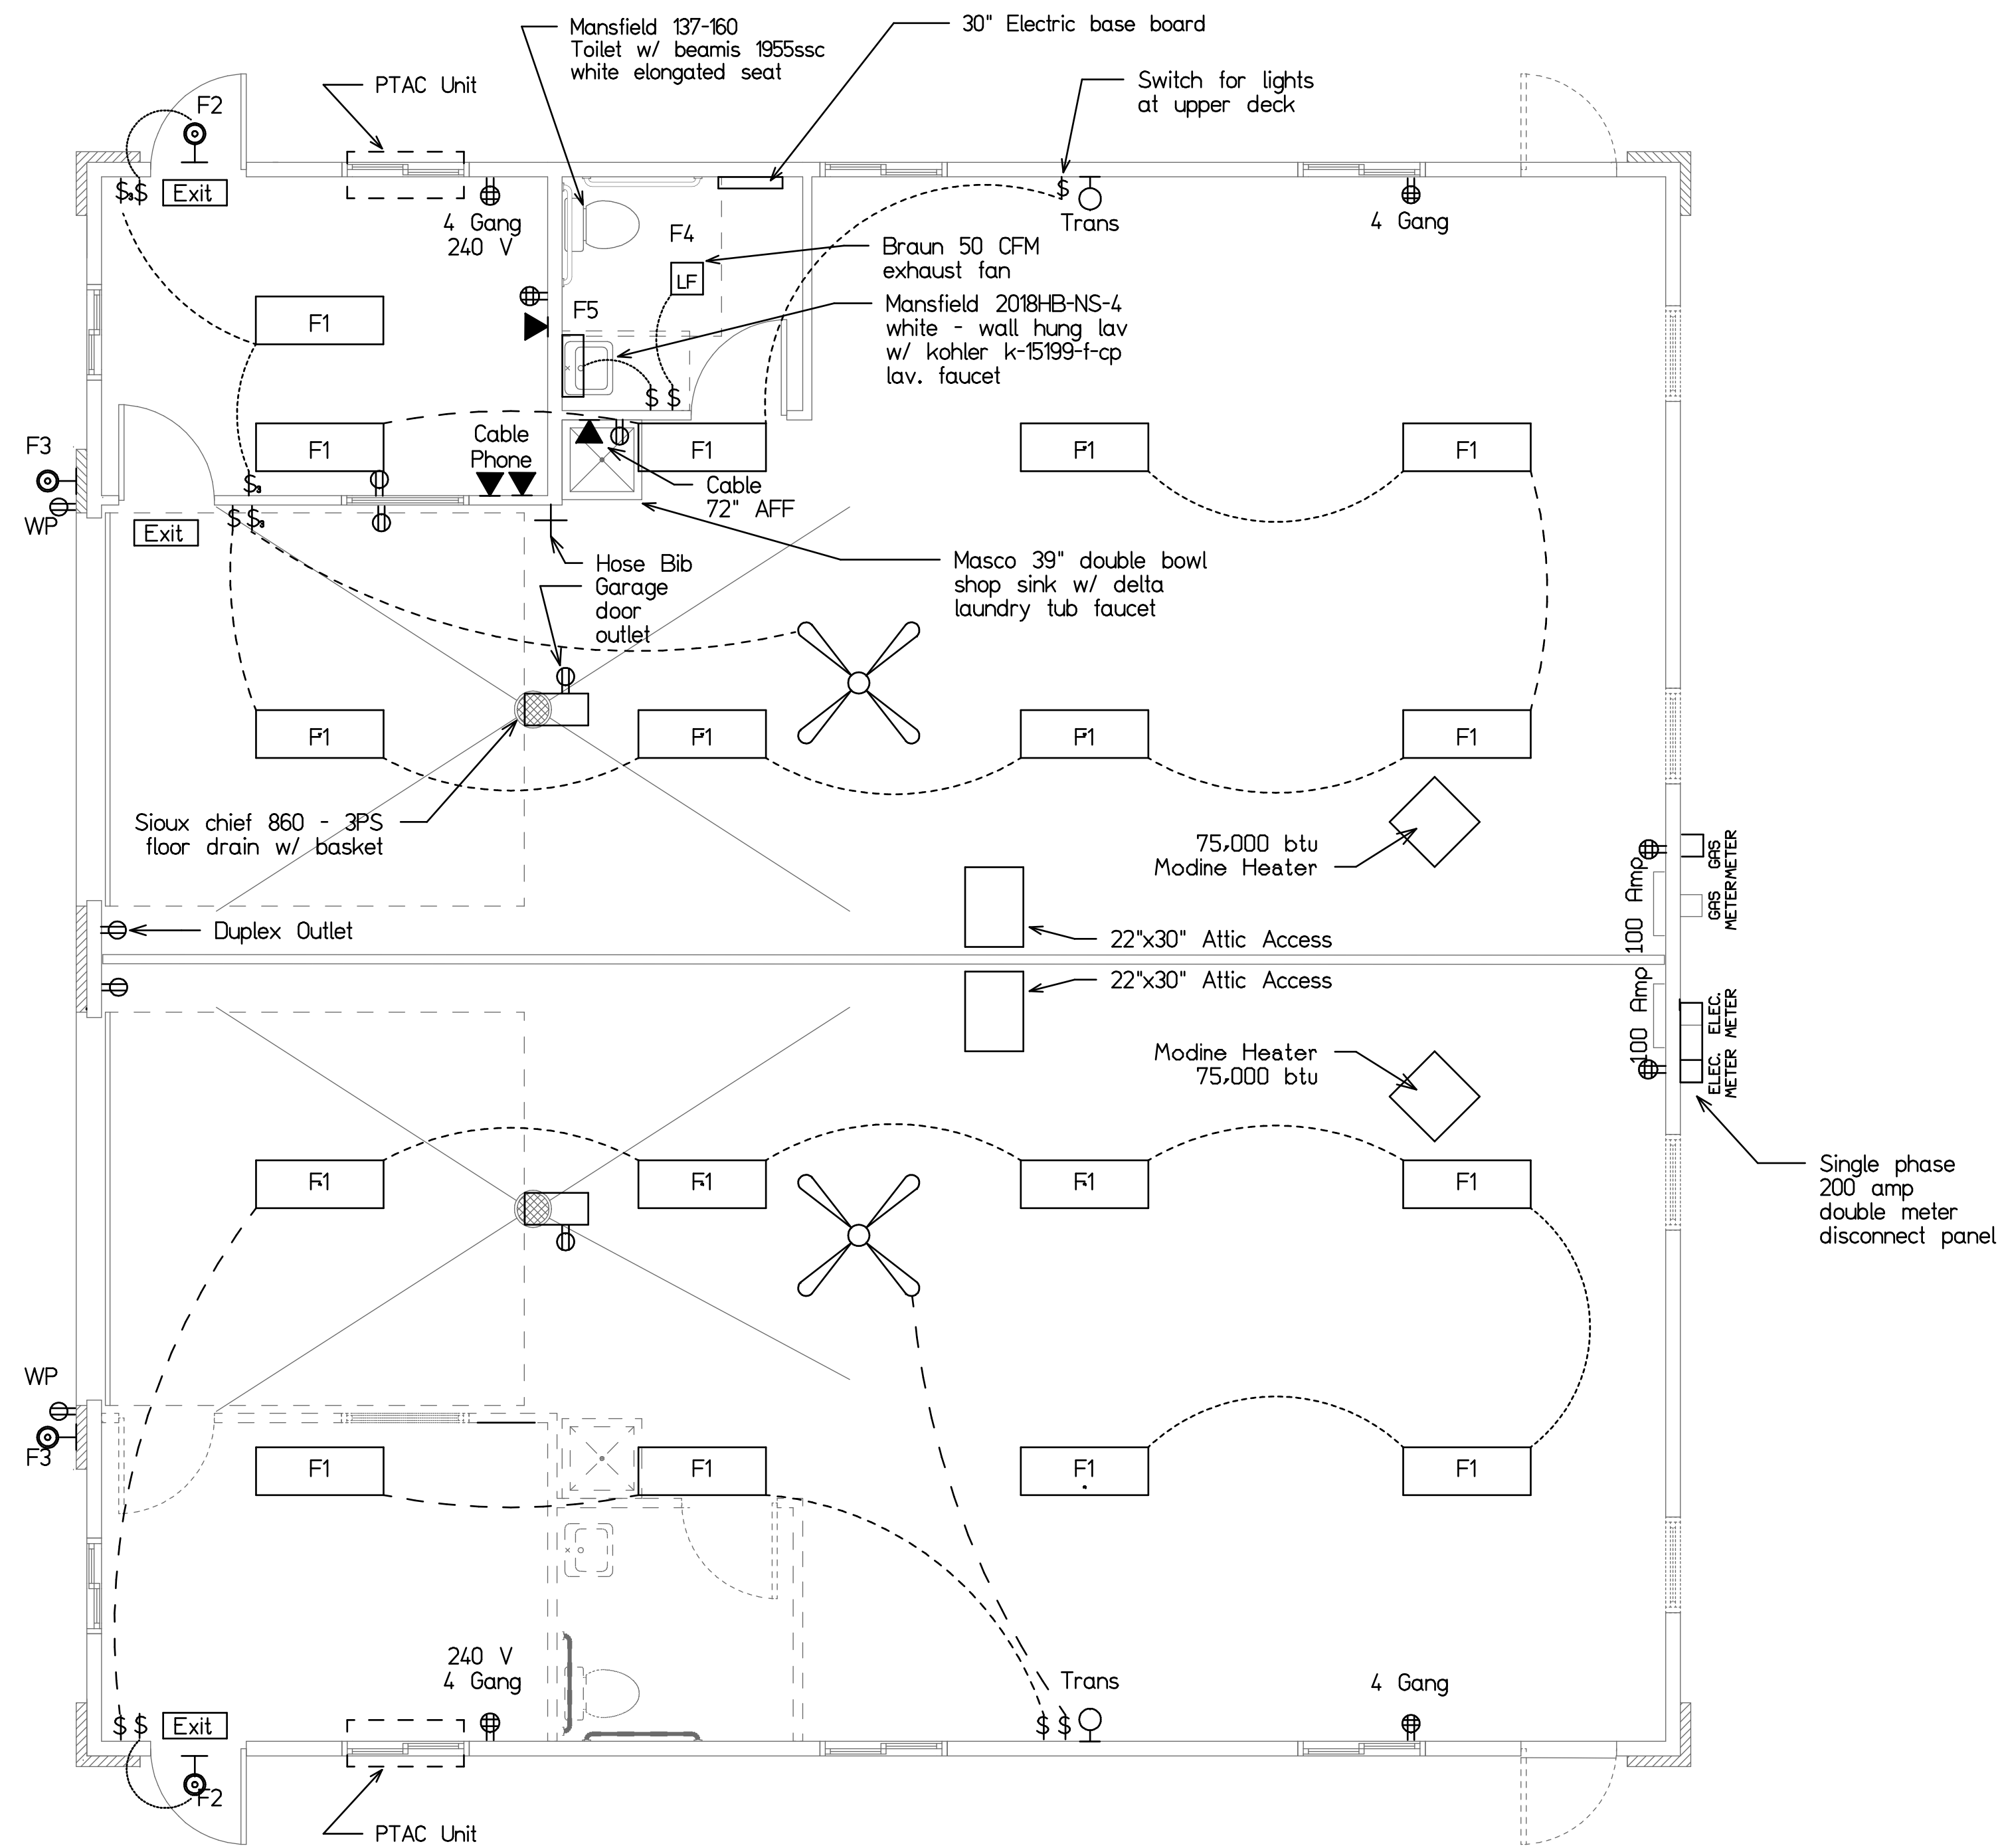 Mansfield 137-160
Toilet w/ beamis 1955ssc
white elongated seat
30" Electric base board
PTAC Unit
Switch for lights
at upper deck
F2
Exit
$3
$
4 Gang
240 V
F4
LF
Braun 50 CFM
exhaust fan
$
Trans
4 Gang
F1
F5
Mansfield 2018HB-NS-4
white - wall hung lav
w/ kohler k-15199-f-cp
lav. faucet
$
$
F1
Cable
Phone
F1
F1
F1
F3
WP
$3
Cable
72" AFF
$
$3
Exit
Hose Bib
Garage
door
outlet
Masco 39" double bowl
shop sink w/ delta
laundry tub faucet
F1
F1
F1
F1
Sioux chief 860 - 3PS
floor drain w/ basket
75,000 btu
Modine Heater
GAS
METER
GAS
METER
100 Amp
Duplex Outlet
22"x30" Attic Access
22"x30" Attic Access
100 Amp
ELEC.
METER
ELEC.
METER
Modine Heater
75,000 btu
F1
F1
F1
F1
Single phase
200 amp
double meter
disconnect panel
WP
F3
F1
F1
F1
F1
240 V
4 Gang
Trans
4 Gang
$
$
Exit
$
$
F2
PTAC Unit